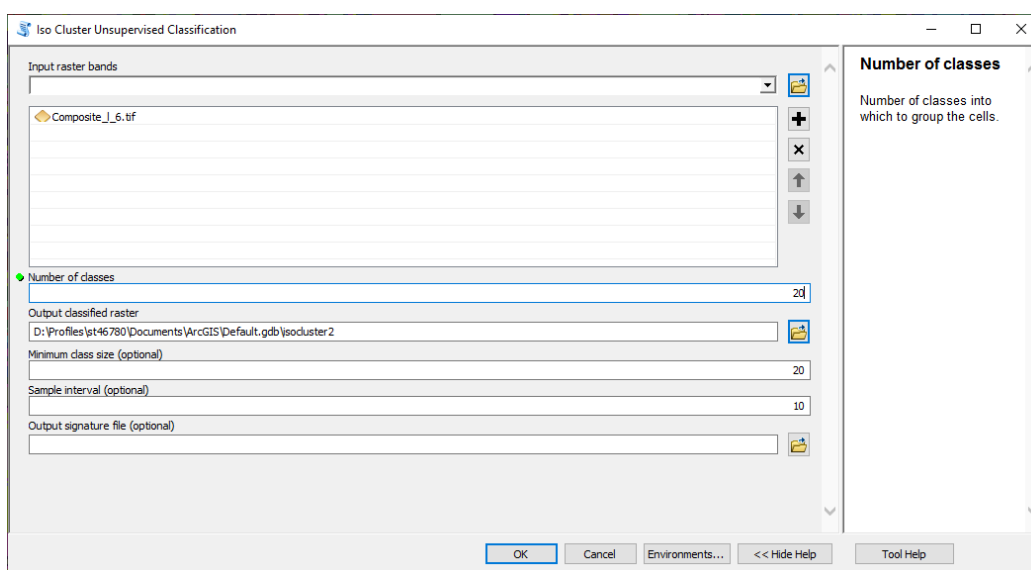 Iso Cluster Unsupervised Classification
Input raster bands
Composite_l_6.tif
Number of classes
20
Output classified raster
D:\Profiles\st46780\Documents\ArcGIS\Default.gdb\isocluster2
Minimum class size (optional)
20
Sample interval (optional)
10
Output signature file (optional)
OK
Cancel
Environments...
<< Hide Help
Number of classes
Number of classes into
which to group the cells.
Tool Help